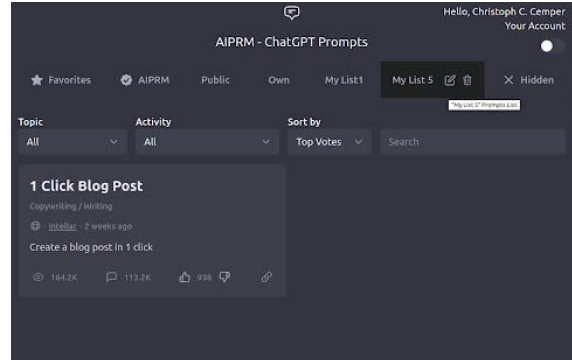 Hello, Christoph C. Cemper
Your Account
AIPRM - ChatGPT Prompts
Favorites AIPRM Public Own My List1 My List 5 Hidden
"My List 5" Prompts List
Topic Activity Sort by
All All Top Votes Search
1 Click Blog Post
Copywriting / Writing
· Intellar · 2 weeks ago
Create a blog post in 1 click
164.2K 113.2K 938